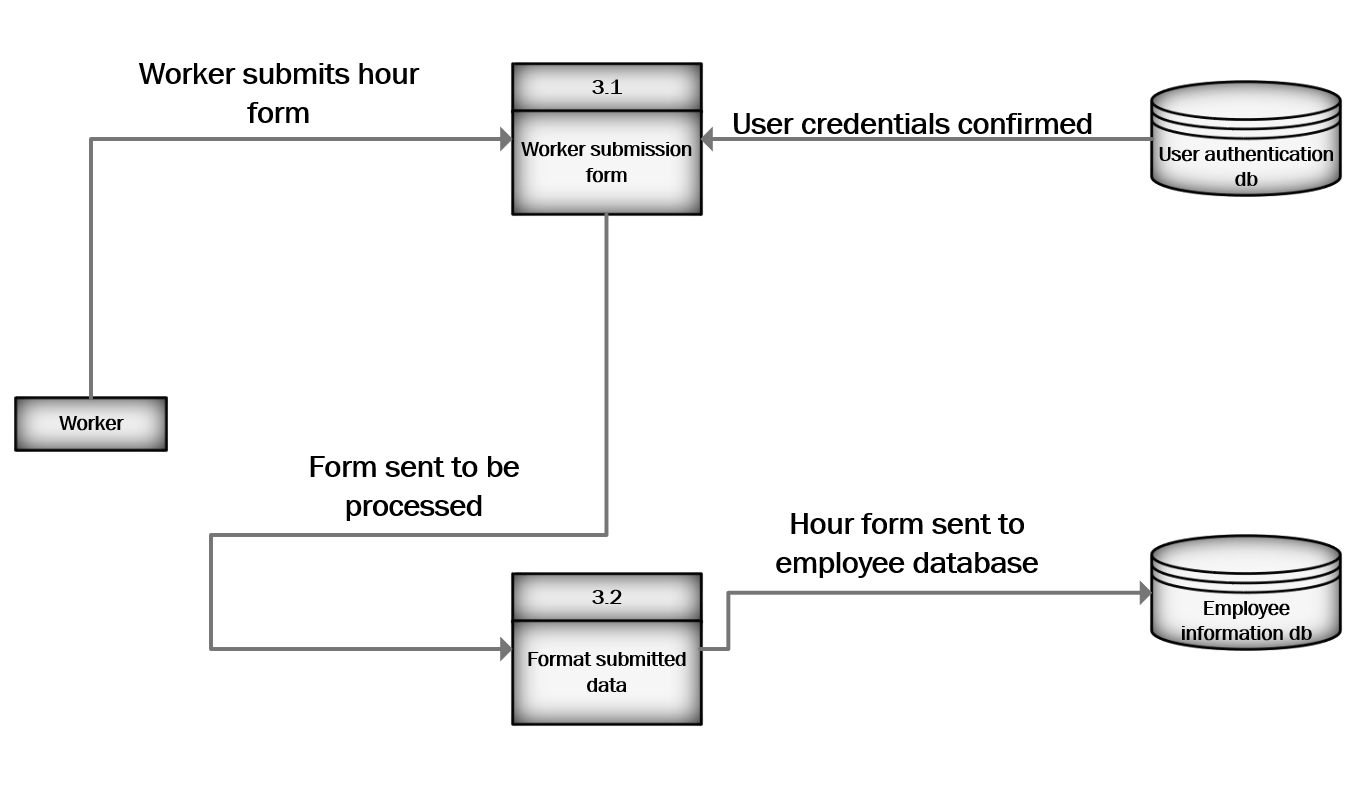 Worker submits hour
form
3.1
Worker submission
form
User credentials confirmed
User authentication
db
Worker
Form sent to be
processed
Hour form sent to
employee database
3.2
Format submitted
data
Employee
information db